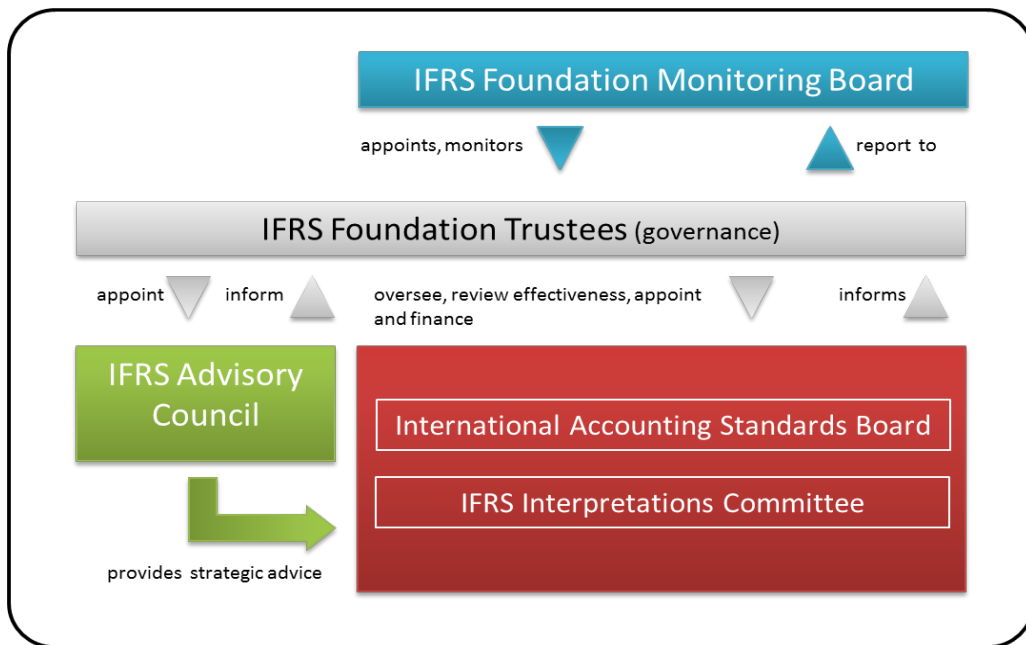 IFRS Foundation Monitoring Board
appoints, monitors
report to
IFRS Foundation Trustees (governance)
appoint
inform
oversee, review effectiveness, appoint
and finance
informs
IFRS Advisory
Council
International Accounting Standards Board
IFRS Interpretations Committee
provides strategic advice